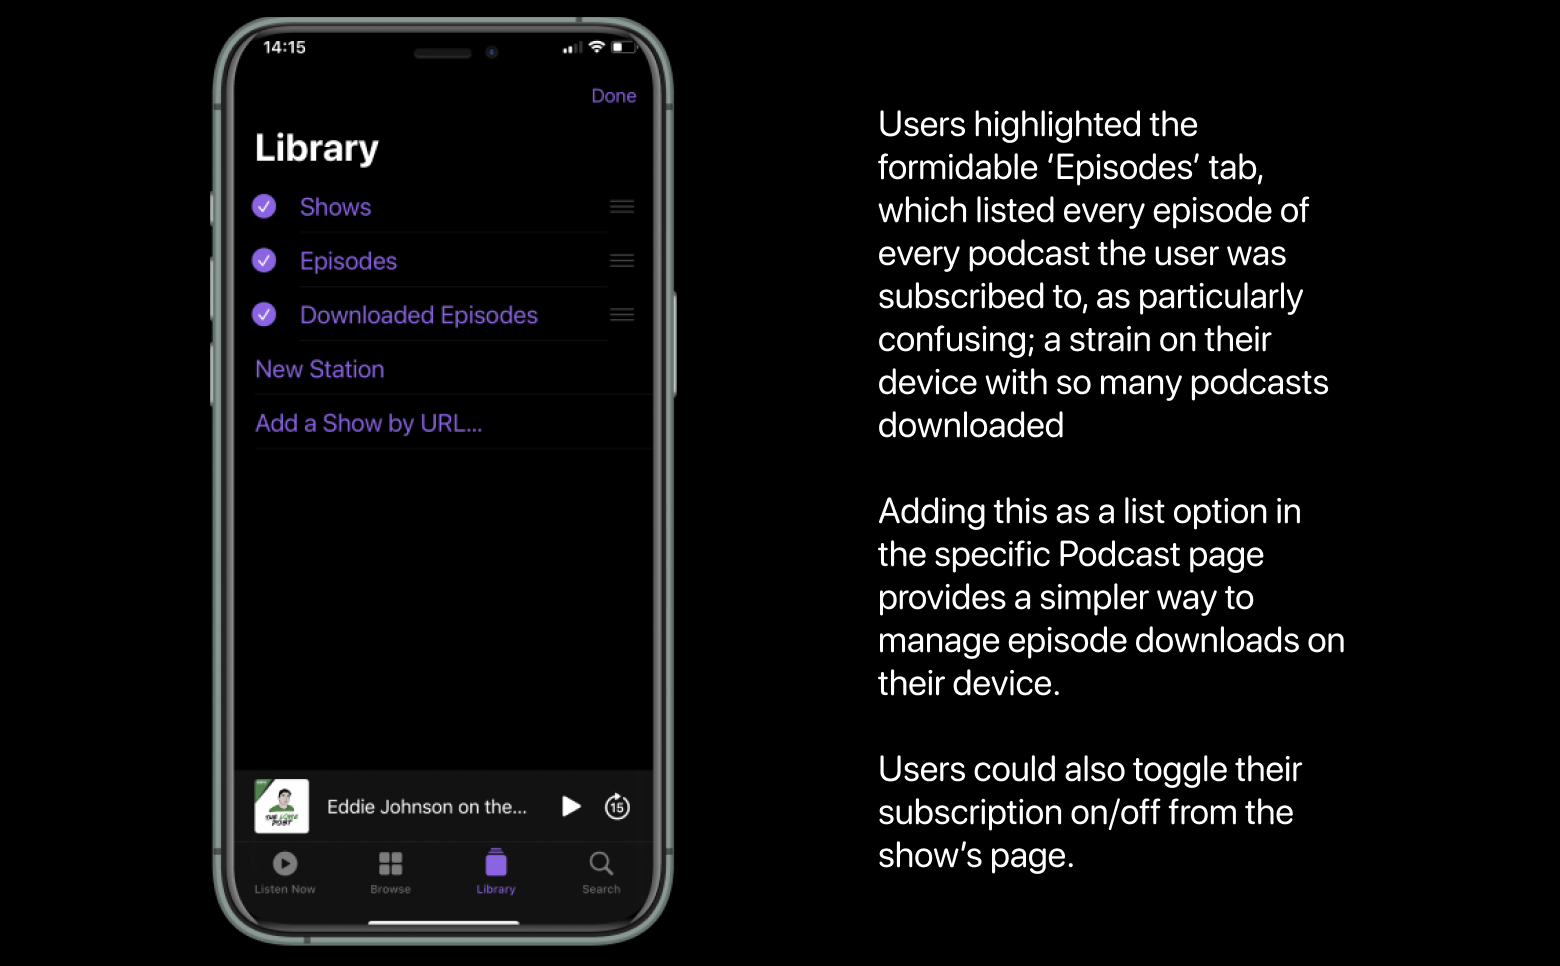 14:15
Done
Library
Shows
Episodes
Downloaded Episodes
New Station
Add a Show by URL...
THE LOWE
POST
Eddie Johnson on the...
15
Listen Now
Browse
Library
Search
Users highlighted the
formidable ‘Episodes’ tab,
which listed every episode of
every podcast the user was
subscribed to, as particularly
confusing; a strain on their
device with so many podcasts
downloaded
Adding this as a list option in
the specific Podcast page
provides a simpler way to
manage episode downloads on
their device.
Users could also toggle their
subscription on/off from the
show’s page.